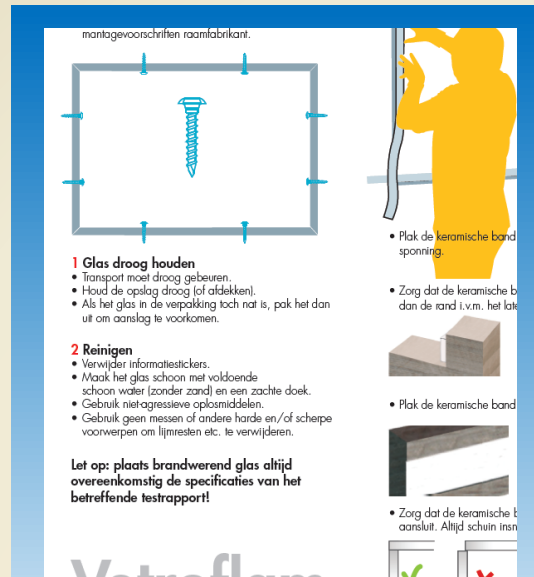 montagevoorschriften raamfabrikant.
1 Glas droog houden
• Transport moet droog gebeuren.
• Houd de opslag droog (of afdekken).
• Als het glas in de verpakking toch nat is, pak het dan
uit om aanslag te voorkomen.
2 Reinigen
• Verwijder informatiestickers.
• Maak het glas schoon met voldoende
schoon water (zonder zand) en een zachte doek.
• Gebruik niet-agressieve oplosmiddelen.
• Gebruik geen messen of andere harde en/of scherpe
voorwerpen om lijmresten etc. te verwijderen.
Let op: plaats brandwerend glas altijd
overeenkomstig de specificaties van het
betreffende testrapport!
• Plak de keramische band
sponning.
• Zorg dat de keramische
dan de rand i.v.m. het
• Plak de keramische band
• Zorg dat de keramische
aansluit. Altijd schuin